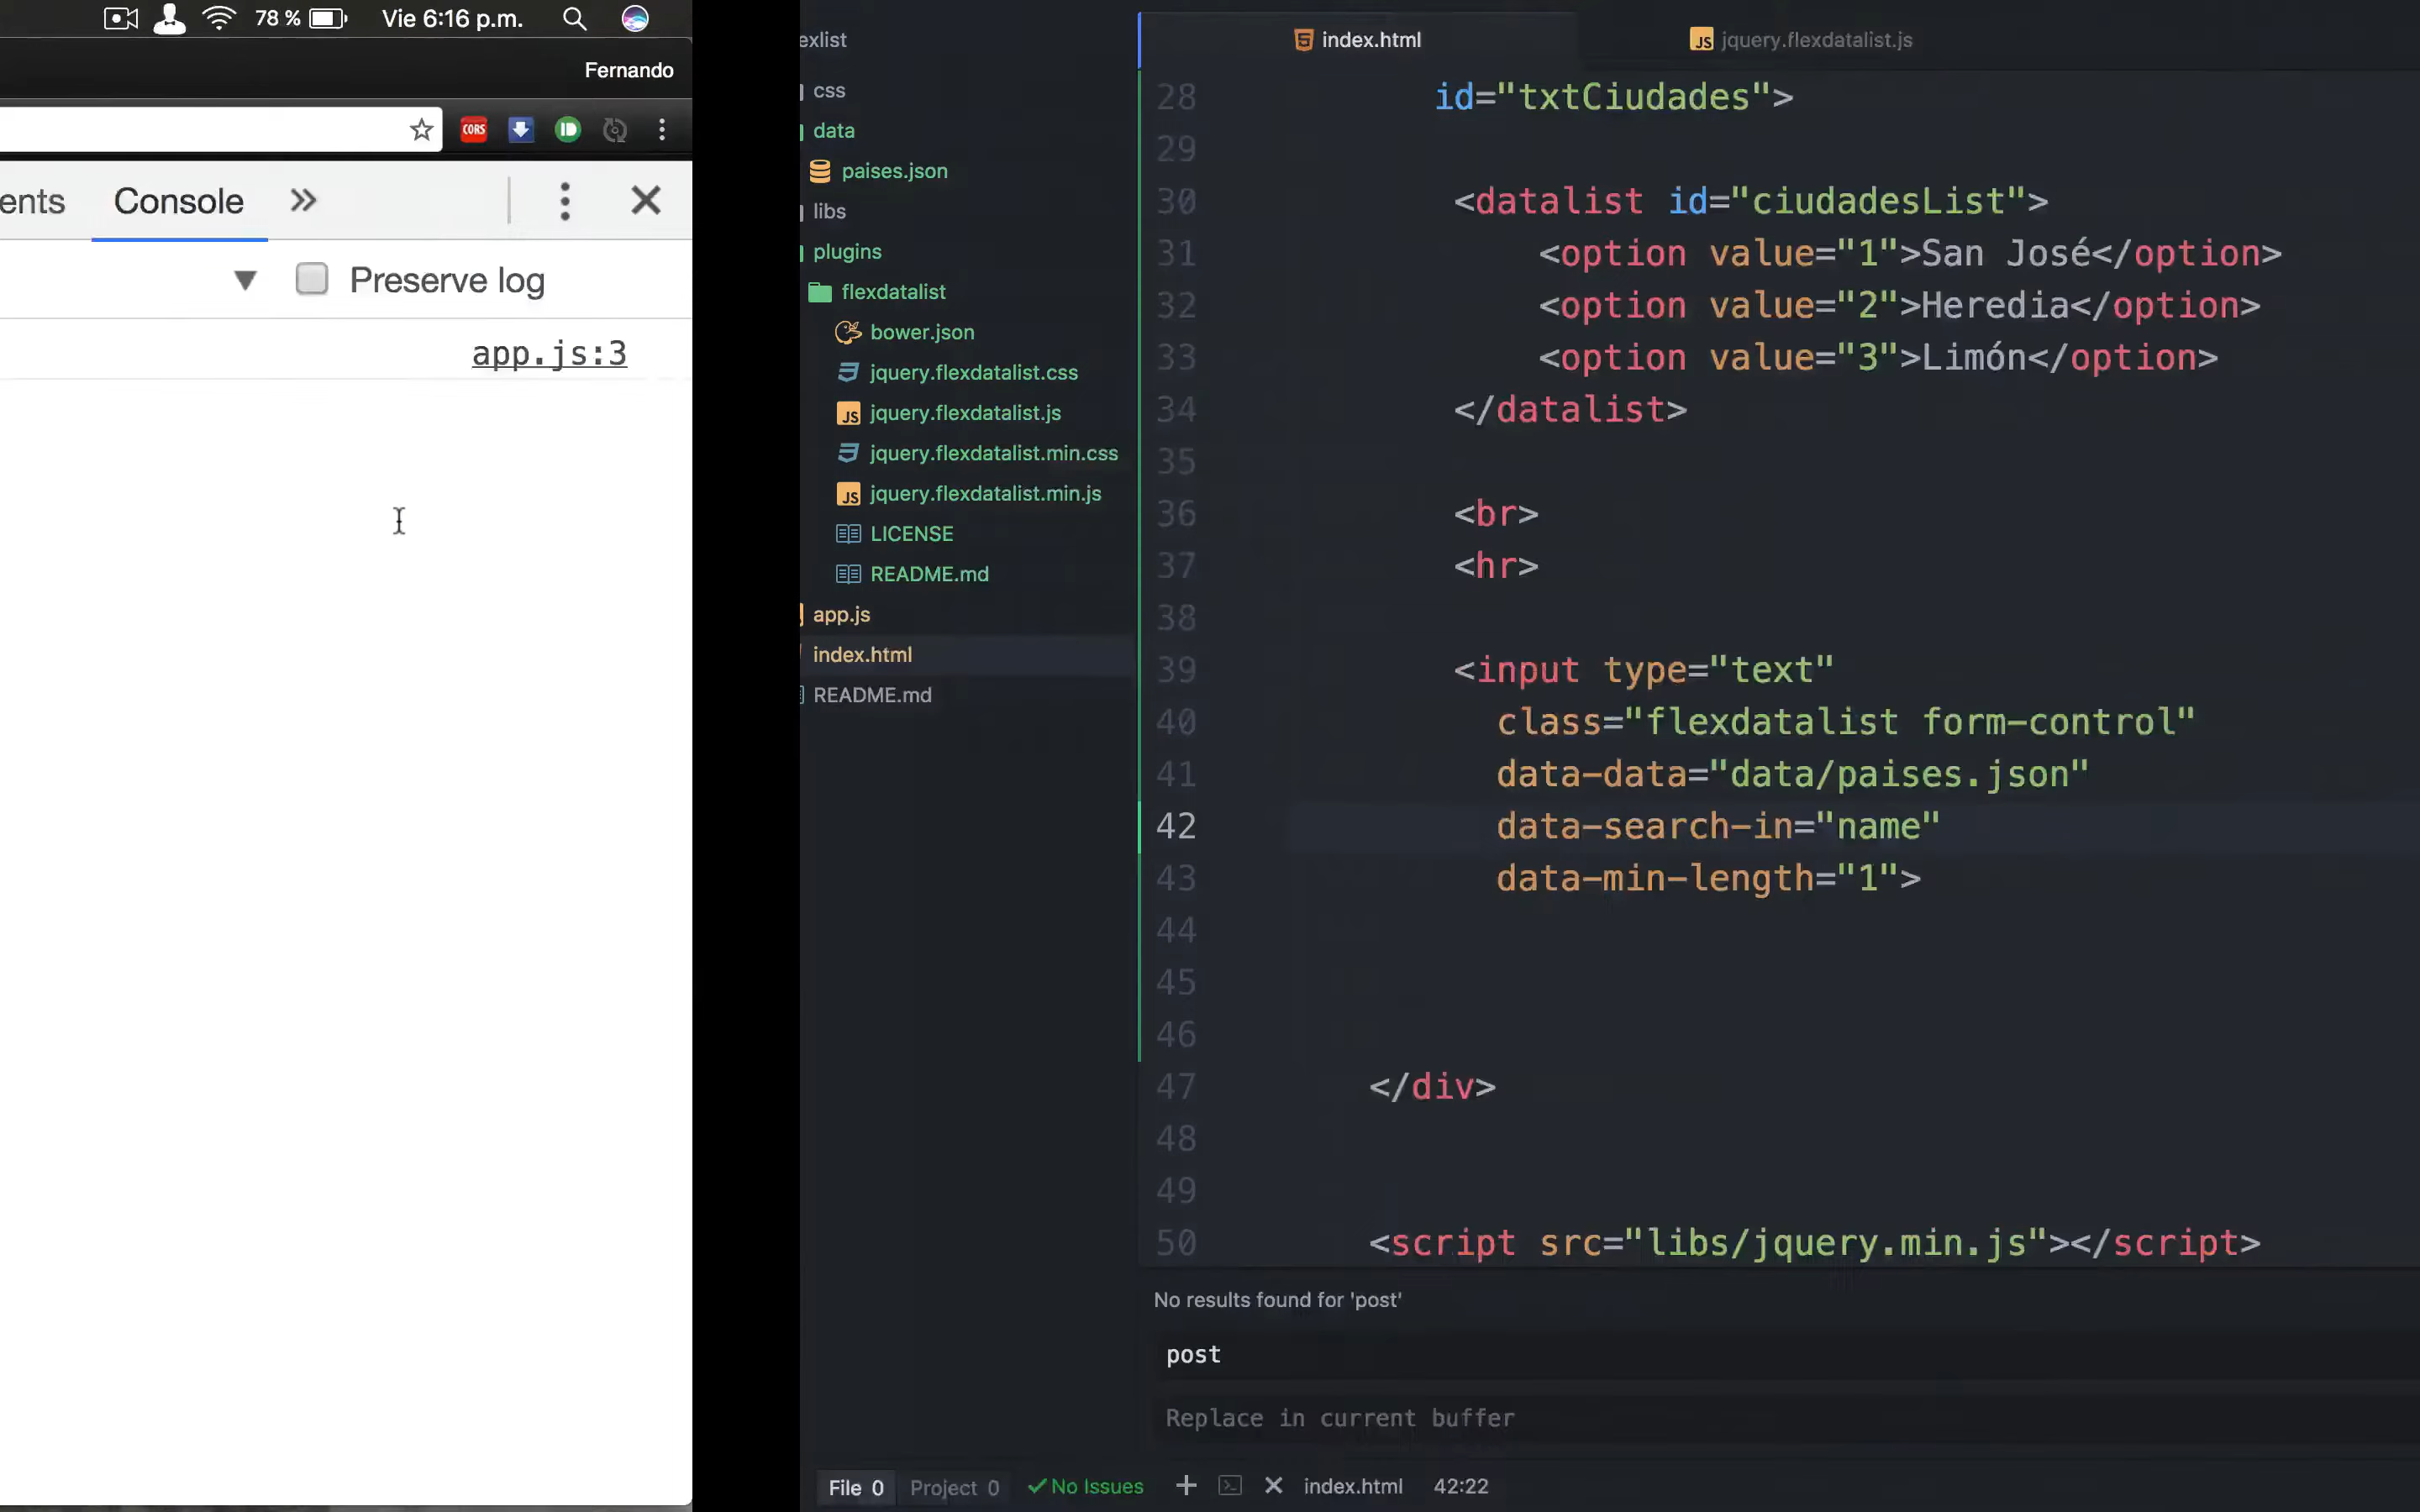 78 %
Vie 6:16 p.m.
Fernando
CORS
ents
Console
Preserve log
app.js:3
exlist
css
data
paises.json
libs
plugins
flexdatalist
bower.json
jquery.flexdatalist.css
JS jquery.flexdatalist.js
jquery.flexdatalist.min.css
JS jquery.flexdatalist.min.js
LICENSE
README.md
app.js
index.html
README.md
index.html
JS jquery.flexdatalist.js
28 id="txtCiudades">
29
30 <datalist id="ciudadesList">
31 <option value="1">San José</option>
32 <option value="2">Heredia</option>
33 <option value="3">Limón</option>
34 </datalist>
35
36 <br>
37 <hr>
38
39 <input type="text"
40 class="flexdatalist form-control"
41 data-data="data/paises.json"
42 data-search-in="name"
43 data-min-length="1">
44
45
46
47 </div>
48
49
50 <script src="libs/jquery.min.js"></script>
No results found for 'post'
post
Replace in current buffer
File 0 Project 0 No Issues index.html 42:22